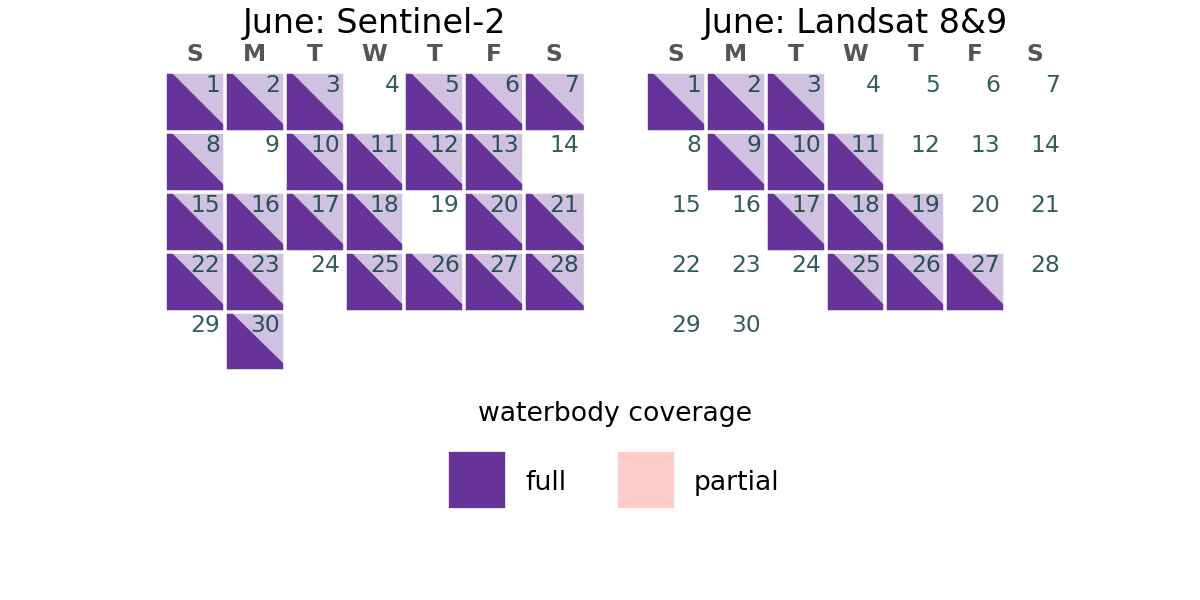 June: Sentinel-2
S M T W T F S
1 2 3 4 5 6 7
8 9 10 11 12 13 14
15 16 17 18 19 20 21
22 23 24 25 26 27 28
29 30
June: Landsat 8&9
S M T W T F S
1 2 3 4 5 6 7
8 9 10 11 12 13 14
15 16 17 18 19 20 21
22 23 24 25 26 27 28
29 30
waterbody coverage
full partial